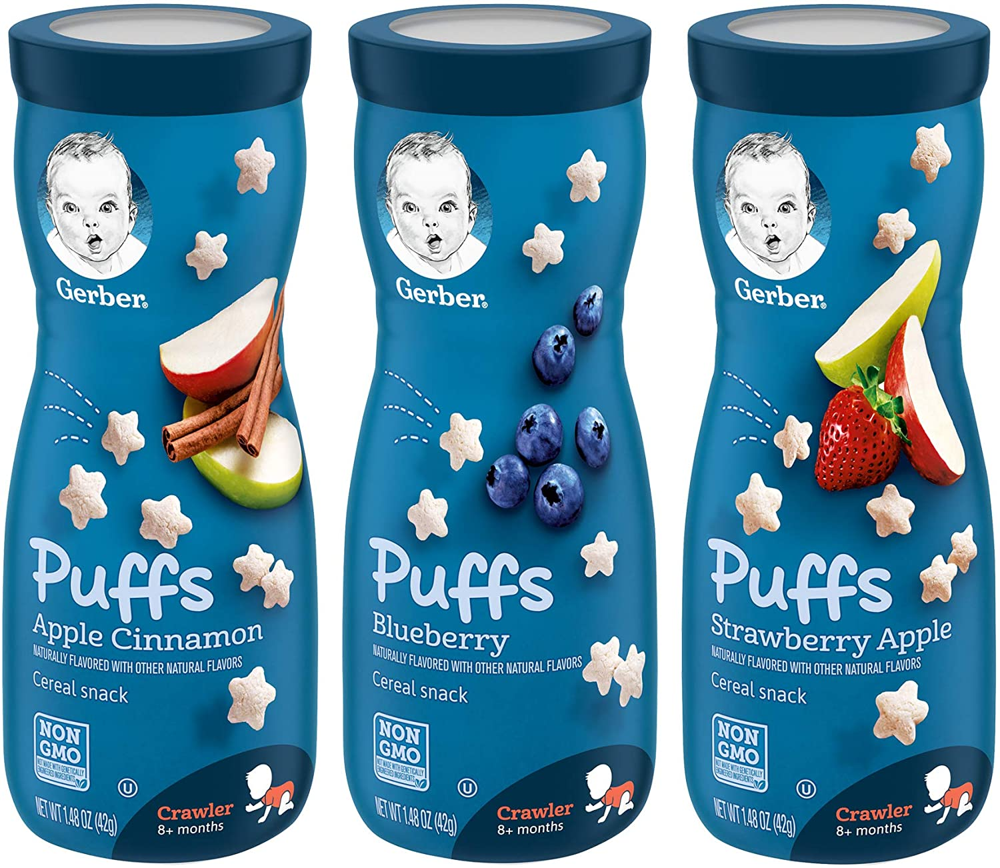 Gerber®
Puffs
Apple Cinnamon
NATURALLY FLAVORED WITH OTHER NATURAL FLAVORS
Cereal snack
NON
GMO
NOT MADE WITH GENETICALLY
ENGINEERED INGREDIENTS
U
NET WT 1.48 OZ (42g)
Crawler
8+ months
Gerber®
Puffs
Blueberry
NATURALLY FLAVORED WITH OTHER NATURAL FLAVORS
Cereal snack
NON
GMO
NOT MADE WITH GENETICALLY
ENGINEERED INGREDIENTS
U
NET WT 1.48 OZ (42g)
Crawler
8+ months
Gerber®
Puffs
Strawberry Apple
NATURALLY FLAVORED WITH OTHER NATURAL FLAVORS
Cereal snack
NON
GMO
NOT MADE WITH GENETICALLY
ENGINEERED INGREDIENTS
U
NET WT 1.48 OZ (42g)
Crawler
8+ months